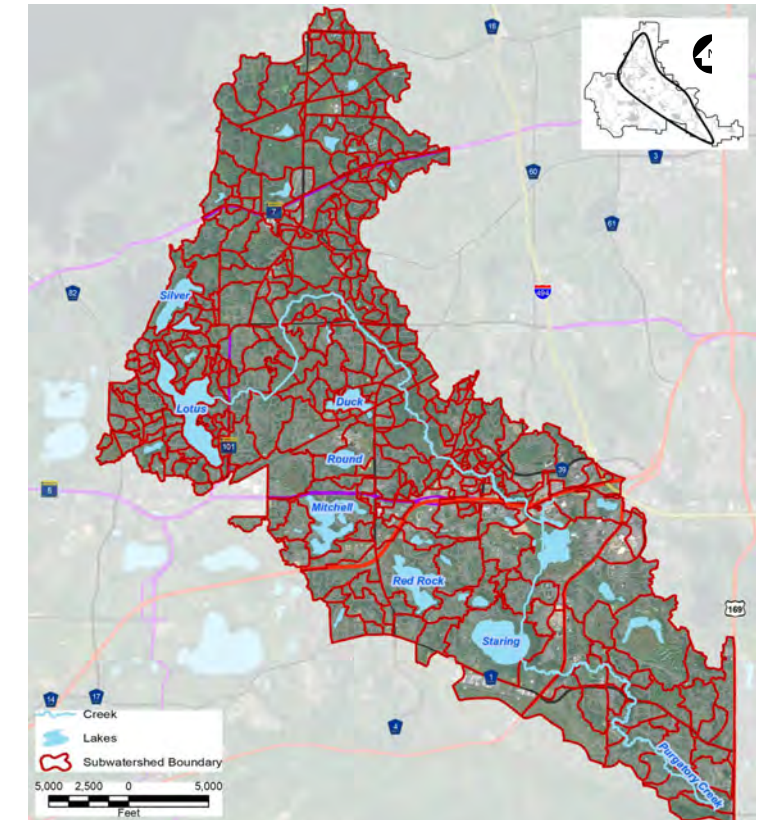 18
N
3
60
61
7
494
82
Silver
Lotus
Duck
101
Round
39
5
Mitchell
Red Rock
169
Staring
1
14
17
4
Purgatory Creek
Creek
Lakes
Subwatershed Boundary
5,000 2,500 0 5,000
Feet